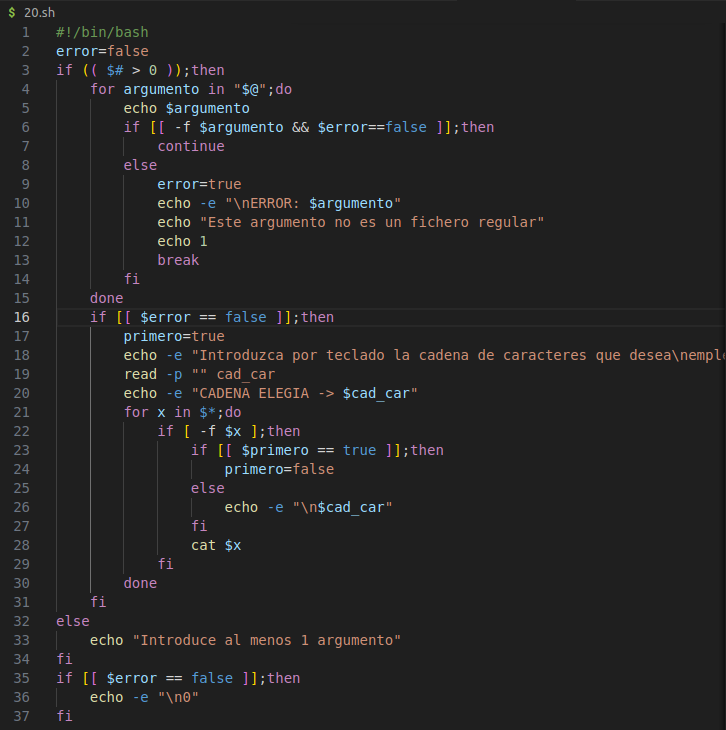 $ 20.sh
1 #!/bin/bash
2 error=false
3 if (( $# > 0 ));then
4 for argumento in "$@";do
5 echo $argumento
6 if [[ -f $argumento && $error==false ]];then
7 continue
8 else
9 error=true
10 echo -e "\nERROR: $argumento"
11 echo "Este argumento no es un fichero regular"
12 echo 1
13 break
14 fi
15 done
16 if [[ $error == false ]];then
17 primero=true
18 echo -e "Introduzca por teclado la cadena de caracteres que desea\nemple
19 read -p "" cad_car
20 echo -e "CADENA ELEGIA -> $cad_car"
21 for x in $*;do
22 if [ -f $x ];then
23 if [[ $primero == true ]];then
24 primero=false
25 else
26 echo -e "\n$cad_car"
27 fi
28 cat $x
29 fi
30 done
31 fi
32 else
33 echo "Introduce al menos 1 argumento"
34 fi
35 if [[ $error == false ]];then
36 echo -e "\n0"
37 fi